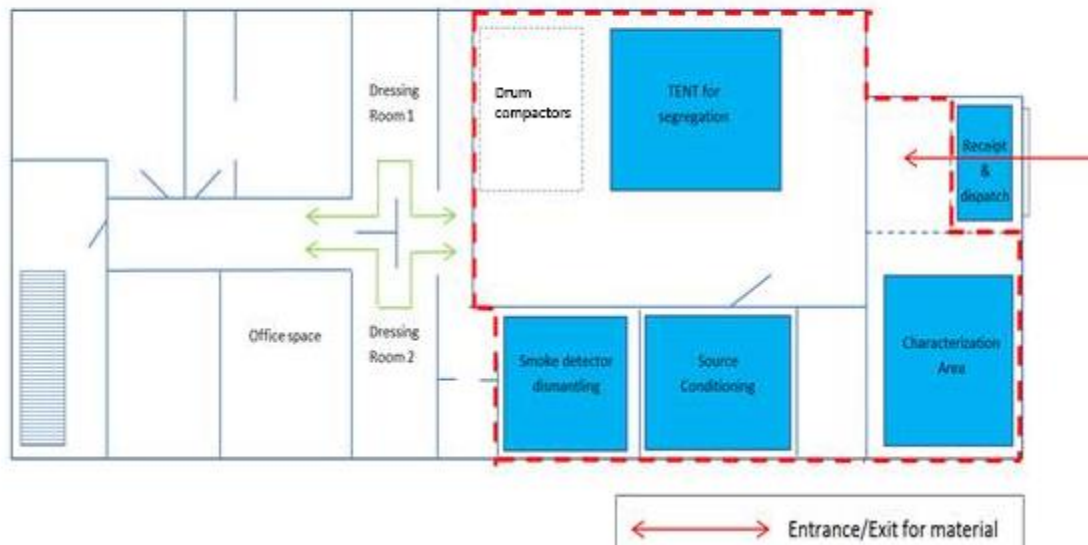 Dressing
Room 1
Drum
compactors
TENT for
segregation
Receipt
&
dispatch
Office space
Dressing
Room 2
Smoke detector
dismantling
Source
Conditioning
Characterization
Area
Entrance/Exit for material